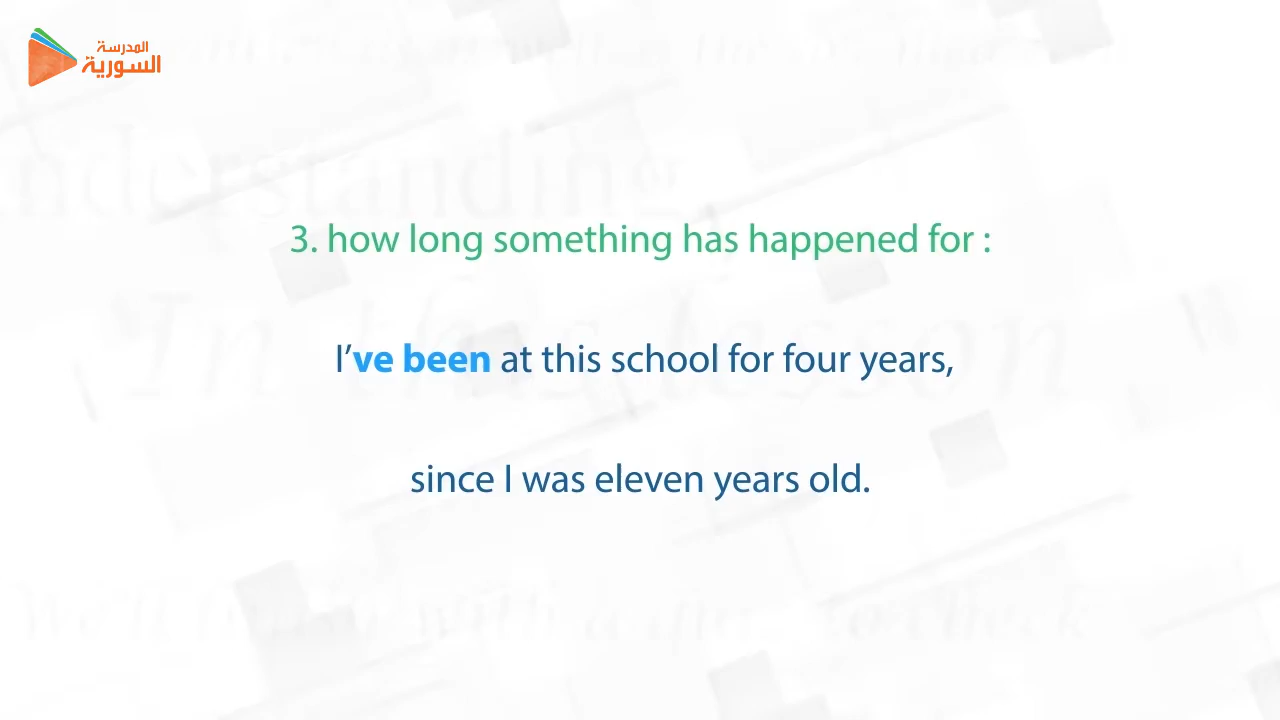 المدرسة
السورية
3. how long something has happened for :
I’ve been at this school for four years,
since I was eleven years old.